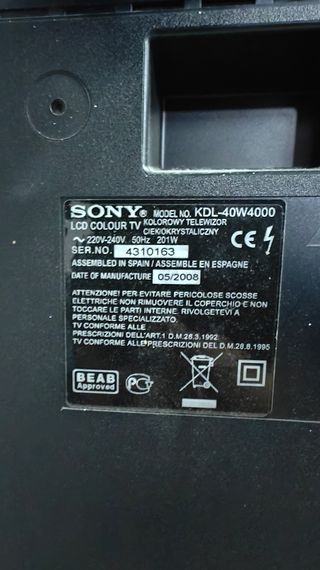 SONY® MODEL NO. KDL-40W4000
LCD COLOUR TV KOLOROWY TELEWIZOR
CIEKŁOKRYSTALICZNY
~ 220V-240V 50Hz 201W
SER.NO. 4310163
CE
ASSEMBLED IN SPAIN / ASSEMBLE EN ESPAGNE
DATE OF MANUFACTURE 05/2008
ATTENZIONE! PER EVITARE PERICOLOSE SCOSSE
ELETTRICHE NON RIMUOVERE IL COPERCHIO E NON
TOCCARE LE PARTI INTERNE. RIVOLGETEVI A
PERSONALE SPECIALIZZATO.
TV CONFORME ALLE
PRESCRIZIONI DELL'ART.1 D.M.28.3.1992
TV CONFORME ALLE PRESCRIZIONI DEL D.M.28.8.1995
BEAB
Approved